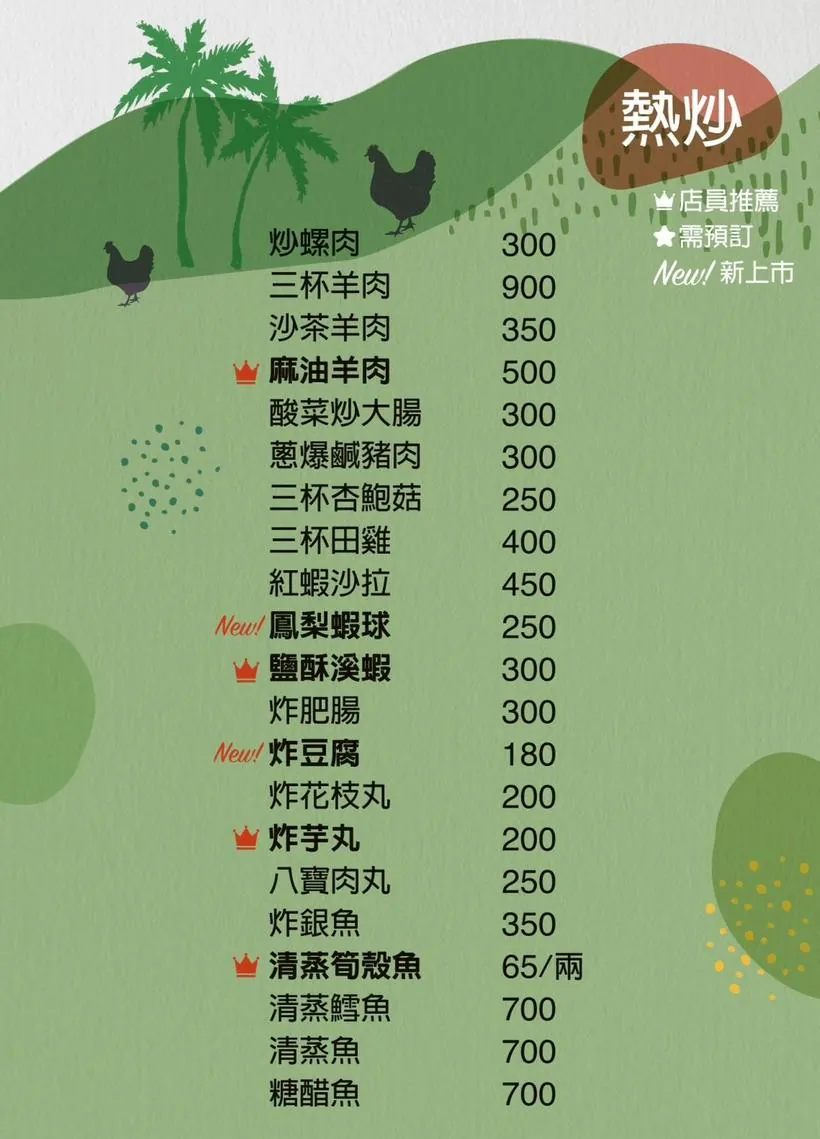 熱炒
店員推薦
需預訂
New! 新上市
炒螺肉 300
三杯羊肉 900
沙茶羊肉 350
麻油羊肉 500
酸菜炒大腸 300
蔥爆鹹豬肉 300
三杯杏鮑菇 250
三杯田雞 400
紅蝦沙拉 450
New! 鳳梨蝦球 250
鹽酥溪蝦 300
炸肥腸 300
New! 炸豆腐 180
炸花枝丸 200
炸芋丸 200
八寶肉丸 250
炸銀魚 350
清蒸筍殼魚 65/兩
清蒸鱈魚 700
清蒸魚 700
糖醋魚 700